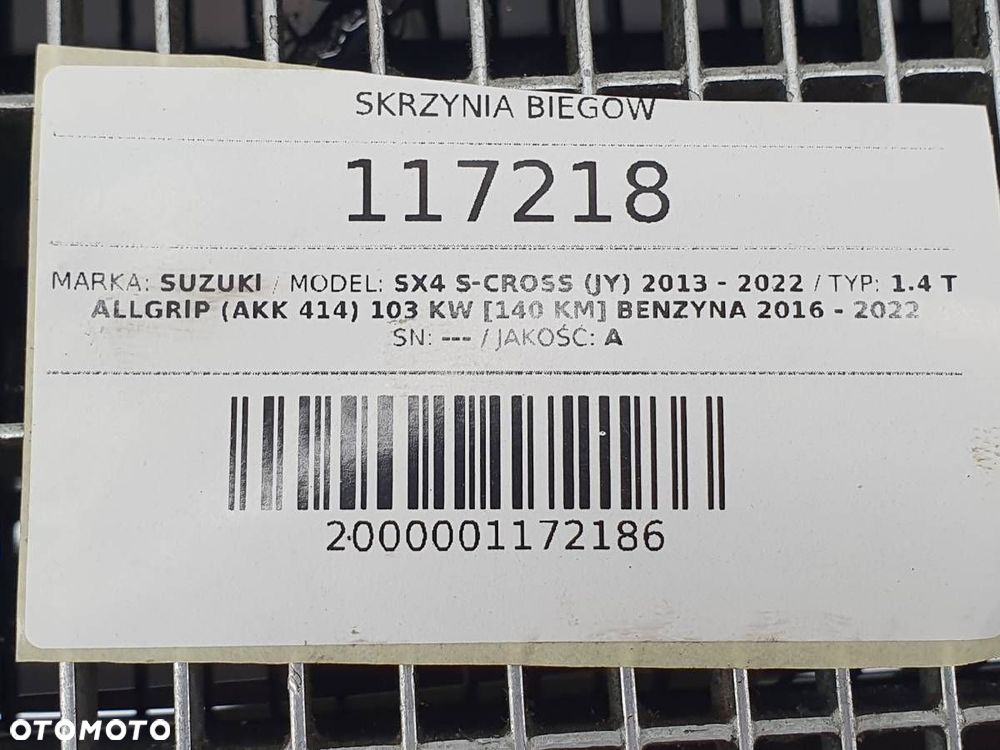 SKRZYNIA BIEGÓW
117218
MARKA: SUZUKI / MODEL: SX4 S-CROSS (JY) 2013 - 2022 / TYP: 1.4 T
ALLGRIP (AKK 414) 103 KW [140 KM] BENZYNA 2016 - 2022
SN: --- / JAKOŚĆ: A
2000001172186
OTOMOTO